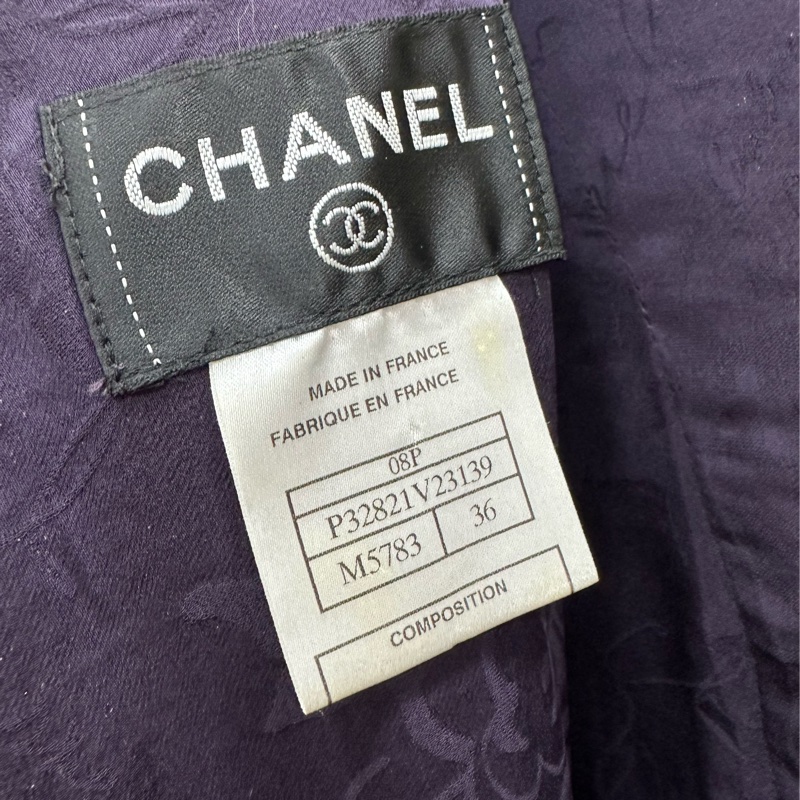 CHANEL
MADE IN FRANCE
FABRIQUE EN FRANCE
08P
P32821V23139
M5783 36
COMPOSITION